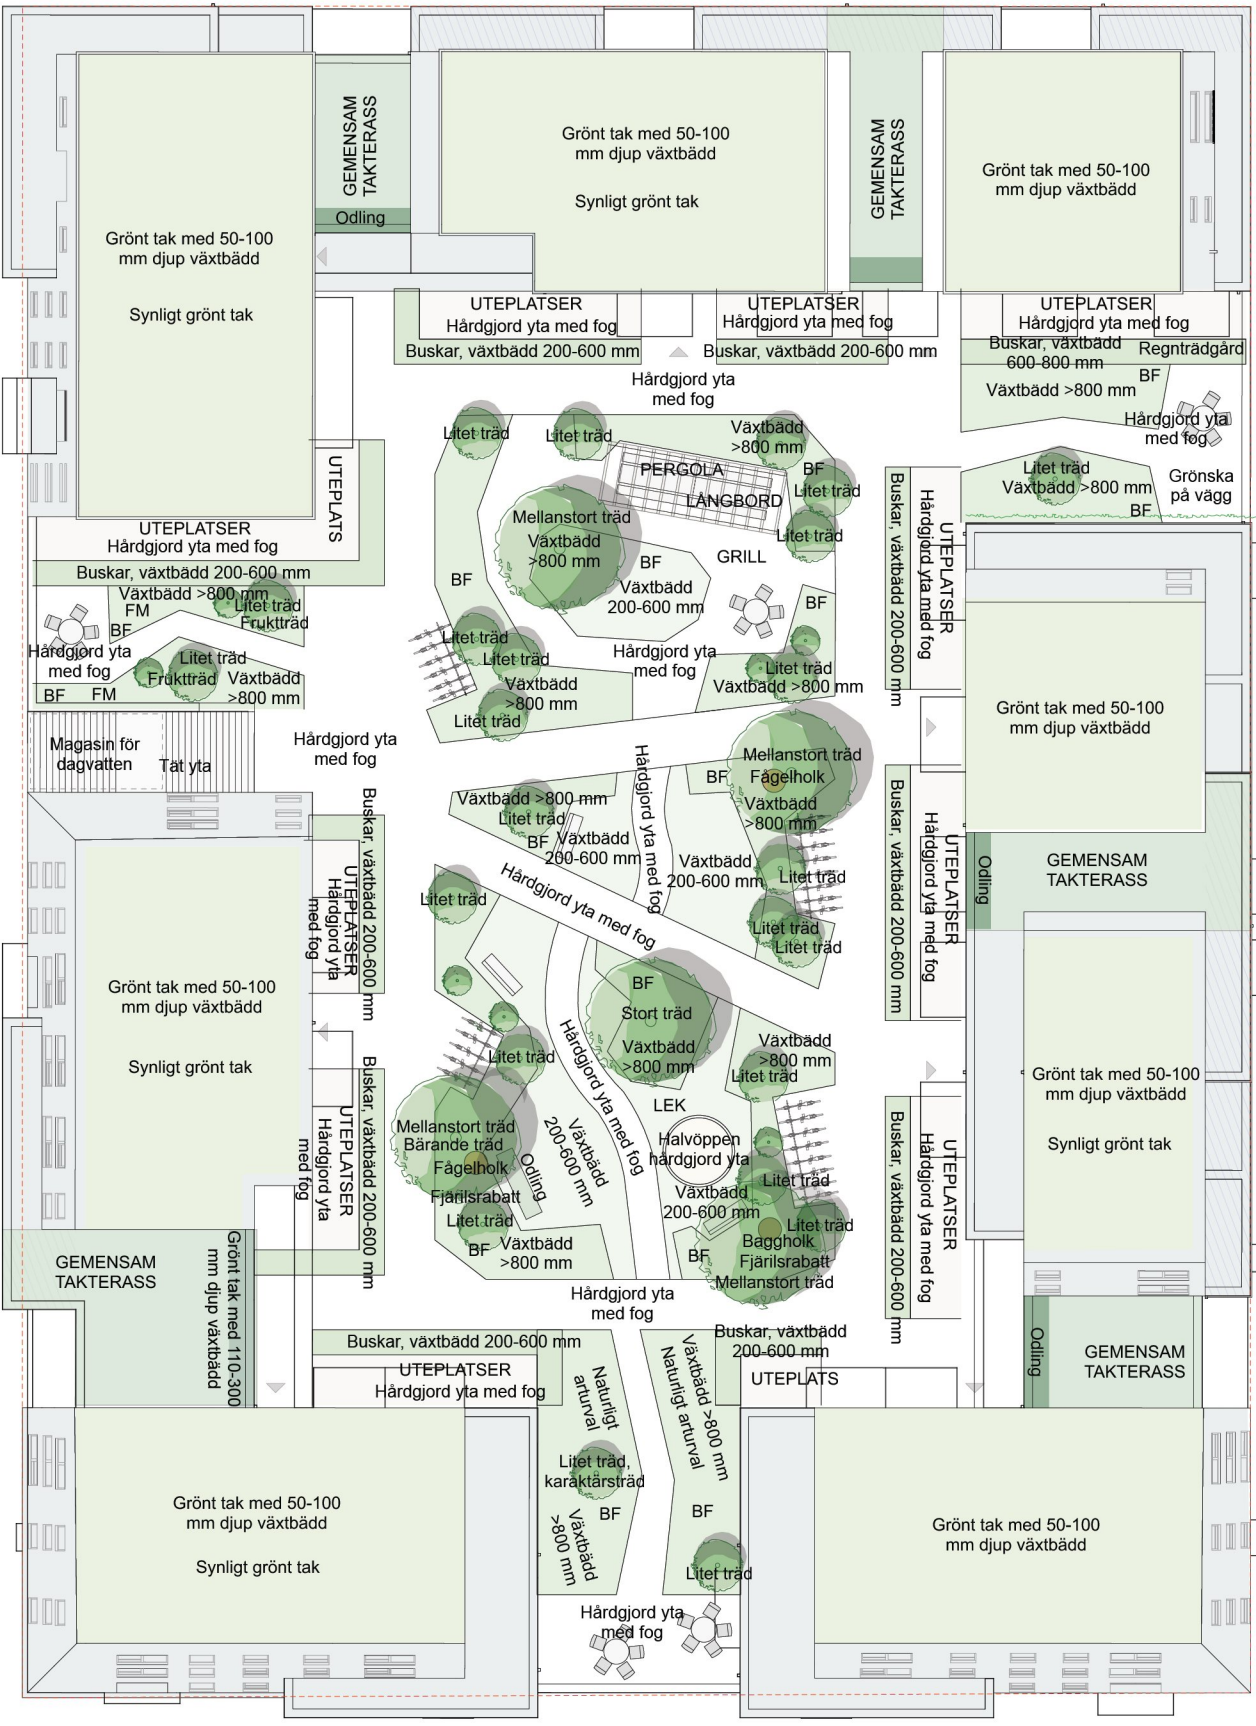 GEMENSAM
TAKTERASS
Odling
Grönt tak med 50-100
mm djup växtbädd
Synligt grönt tak
GEMENSAM
TAKTERASS
Grönt tak med 50-100
mm djup växtbädd
Grönt tak med 50-100
mm djup växtbädd
Synligt grönt tak
UTEPLATSER
Hårdgjord yta med fog
Buskar, växtbädd 200-600 mm
UTEPLATSER
Hårdgjord yta med fog
Buskar, växtbädd 200-600 mm
UTEPLATSER
Hårdgjord yta med fog
Buskar, växtbädd
600-800 mm
Regnträdgård
Växtbädd >800 mm
BF
Hårdgjord yta
med fog
Hårdgjord yta
med fog
Litet träd
Växtbädd >800 mm
BF
Grönska
på vägg
Litet träd
Litet träd
Växtbädd
>800 mm
PERGOLA
LÅNGBORD
BF
Litet träd
Litet träd
Mellanstort träd
Växtbädd
>800 mm
GRILL
BF
BF
Växtbädd
200-600 mm
BF
Litet träd
Litet träd
Hårdgjord yta
med fog
Litet träd
Växtbädd >800 mm
Växtbädd
>800 mm
Litet träd
UTEPLATS
UTEPLATSER
Hårdgjord yta med fog
Buskar, växtbädd 200-600 mm
Växtbädd >800 mm
FM
BF
Litet träd
Fruktträd
Hårdgjord yta
med fog
Litet träd
Fruktträd
Växtbädd
>800 mm
BF
FM
Magasin för
dagvatten
Tät yta
Hårdgjord yta
med fog
Buskar, växtbädd 200-600 mm
Hårdgjord yta med fog
UTEPLATSER
Grönt tak med 50-100
mm djup växtbädd
Hårdgjord yta med fog
BF
Mellanstort träd
Fågelholk
Växtbädd
>800 mm
Växtbädd >800 mm
Litet träd
BF
Växtbädd
200-600 mm
Växtbädd
200-600 mm
Litet träd
Litet träd
Litet träd
Hårdgjord yta med fog
Litet träd
Buskar, växtbädd 200-600 mm
UTEPLATSER
Hårdgjord yta
med fog
Buskar, växtbädd 200-600 mm
Hårdgjord yta med fog
UTEPLATSER
Odling
GEMENSAM
TAKTERASS
Grönt tak med 50-100
mm djup växtbädd
Synligt grönt tak
BF
Stort träd
Växtbädd
>800 mm
Växtbädd
>800 mm
Litet träd
Litet träd
Hårdgjord yta med fog
LEK
Halvöppen
hårdgjord yta
Växtbädd
200-600 mm
Mellanstort träd
Bärande träd
Fågelholk
Odling
Fjärilsrabatt
Litet träd
BF
Växtbädd
>800 mm
Litet träd
Växtbädd
200-600 mm
Litet träd
Baggholk
Fjärilsrabatt
BF
Mellanstort träd
Buskar, växtbädd 200-600 mm
UTEPLATSER
Hårdgjord yta
med fog
Buskar, växtbädd 200-600 mm
Hårdgjord yta med fog
UTEPLATSER
Grönt tak med 50-100
mm djup växtbädd
Synligt grönt tak
GEMENSAM
TAKTERASS
Grönt tak med 110-300
mm djup växtbädd
Hårdgjord yta
med fog
Buskar, växtbädd 200-600 mm
UTEPLATSER
Hårdgjord yta med fog
Buskar, växtbädd
200-600 mm
UTEPLATS
Odling
GEMENSAM
TAKTERASS
Naturligt
arturval
Växtbädd >800 mm
Naturligt arturval
Litet träd,
karaktärsträd
BF
Växtbädd
>800 mm
BF
Litet träd
Hårdgjord yta
med fog
Grönt tak med 50-100
mm djup växtbädd
Synligt grönt tak
Grönt tak med 50-100
mm djup växtbädd